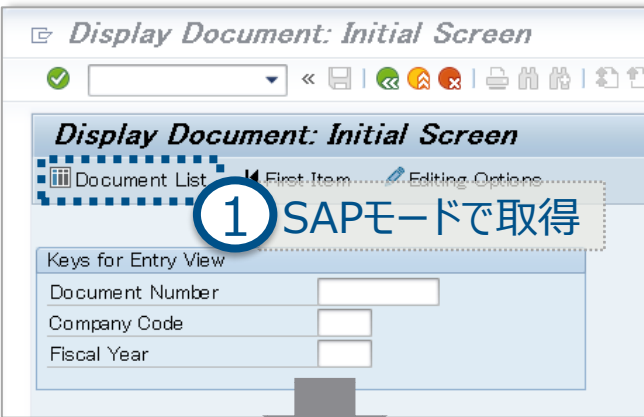 Display Document: Initial Screen
Display Document: Initial Screen
Document List First Item Editing Options
1 SAPモードで取得
Keys for Entry View
Document Number
Company Code
Fiscal Year